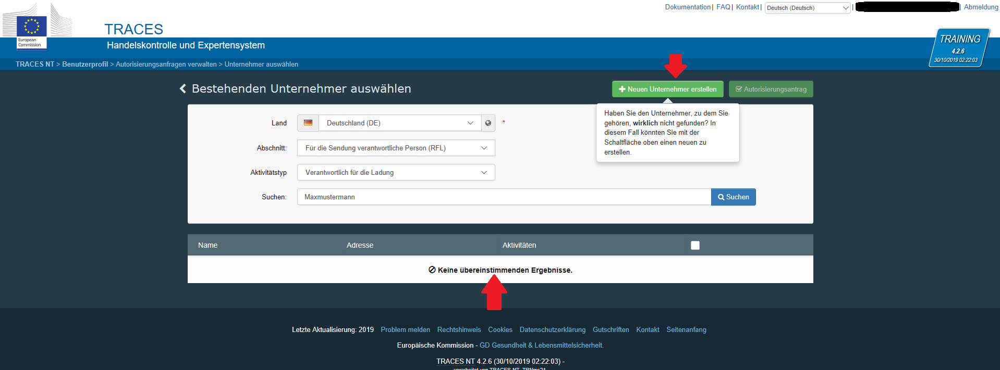 Dokumentation| FAQ| Kontakt| Deutsch (Deutsch) | | Abmeldung
European
Commission
TRACES
Handelskontrolle und Expertensystem
TRAINING
4.2.6
30/10/2019 02:22:03
TRACES NT > Benutzerprofil > Autorisierungsanfragen verwalten > Unternehmer auswählen
Bestehenden Unternehmer auswählen
Neuen Unternehmer erstellen
Autorisierungsantrag
Haben Sie den Unternehmer, zu dem Sie
gehören, wirklich nicht gefunden? In
diesem Fall könnten Sie mit der
Schaltfläche oben einen neuen zu
erstellen.
Land Deutschland (DE) *
Abschnitt: Für die Sendung verantwortliche Person (RFL)
Aktivitätstyp Verantwortlich für die Ladung
Suchen: Maxmustermann Suchen
Name Adresse Aktivitäten
Keine übereinstimmenden Ergebnisse.
Letzte Aktualisierung: 2019 Problem melden Rechtshinweis Cookies Datenschutzerklärung Gutschriften Kontakt Seitenanfang
Europäische Kommission - GD Gesundheit & Lebensmittelsicherheit.
TRACES NT 4.2.6 (30/10/2019 02:22:03) -